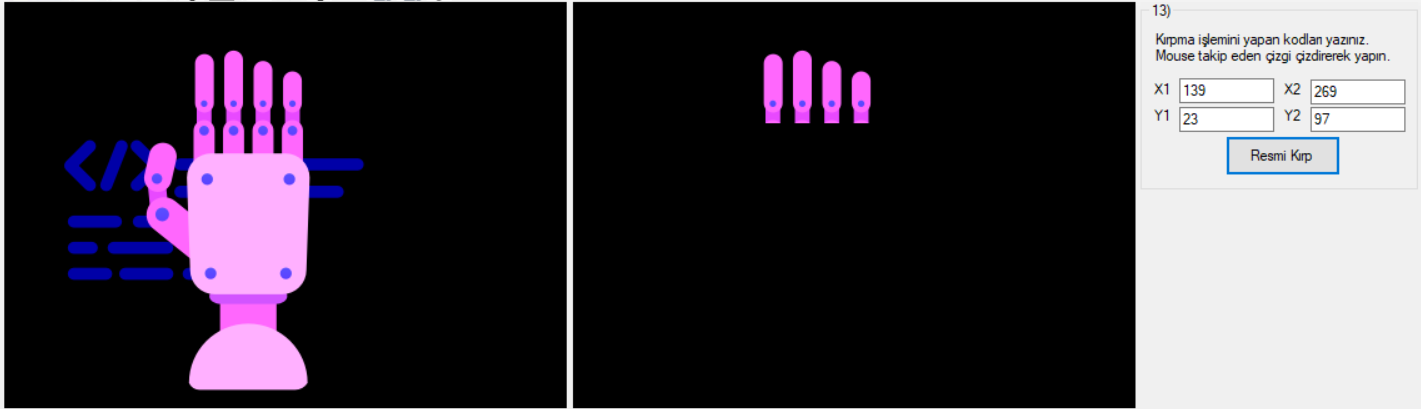 13)
Kırpma işlemini yapan kodları yazınız.
Mouse takip eden çizgi çizdirerek yapın.
X1 139 X2 269
Y1 23 Y2 97
Resmi Kırp